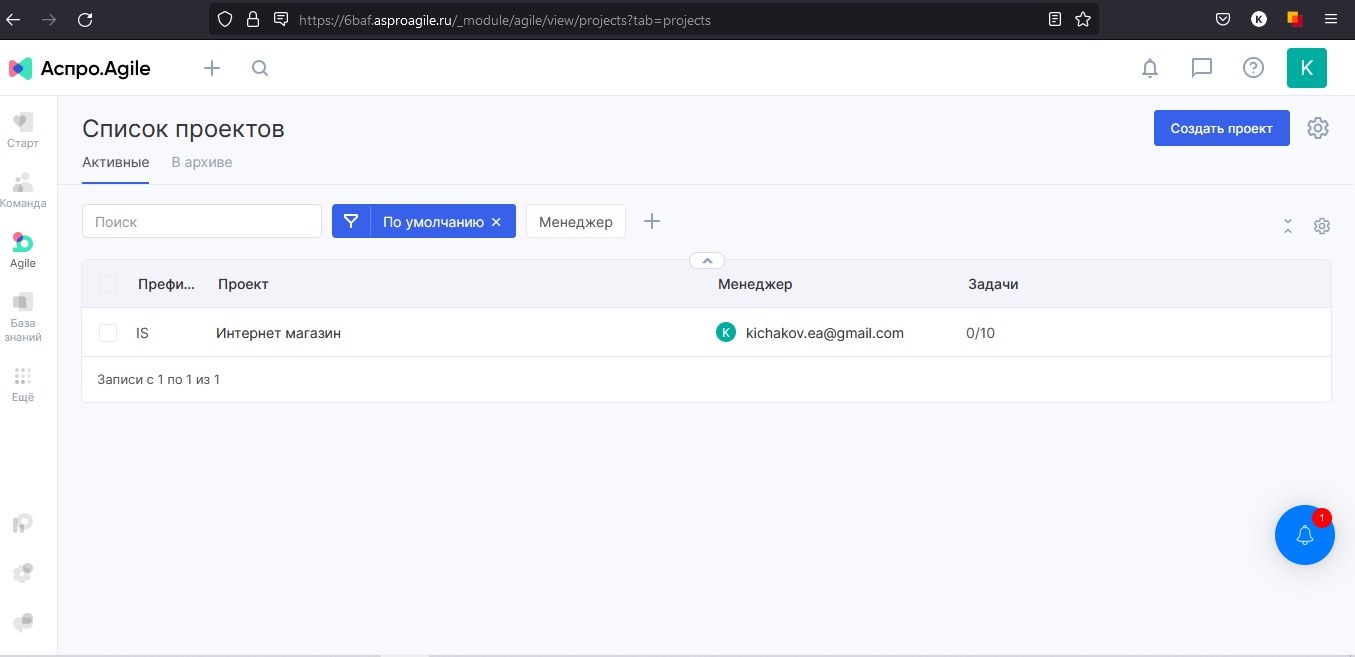 https://6baf.asproagile.ru/_module/agile/view/projects?tab=projects
K
Аспро.Agile
K
Старт
Команда
Agile
База
знаний
Ещё
Список проектов
Создать проект
Активные
В архиве
Поиск
По умолчанию
Менеджер
Префи...
Проект
Менеджер
Задачи
IS
Интернет магазин
K
kichakov.ea@gmail.com
0/10
Записи с 1 по 1 из 1
1